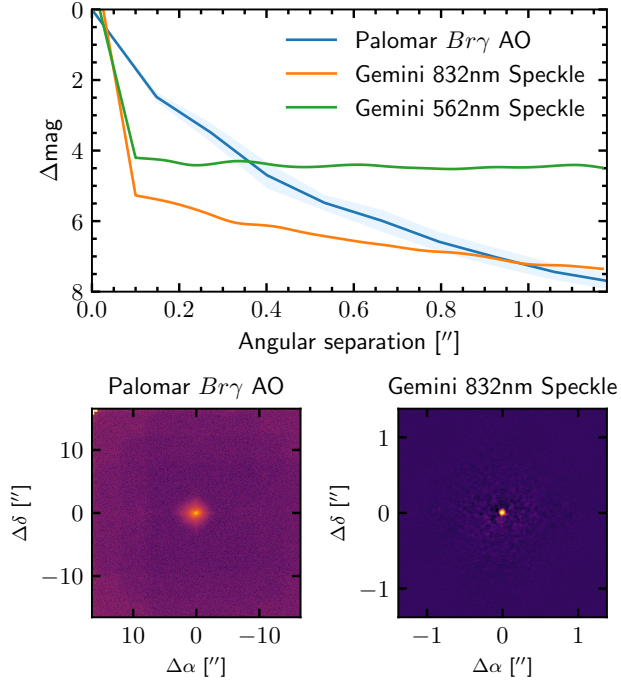 0
2
4
6
8
Δmag
Palomar Brγ AO
Gemini 832nm Speckle
Gemini 562nm Speckle
0.0 0.2 0.4 0.6 0.8 1.0
Angular separation ["]
Palomar Brγ AO
10
0
−10
Δδ ["]
10 0 −10
Δα ["]
Gemini 832nm Speckle
1
0
−1
Δδ ["]
−1 0 1
Δα ["]